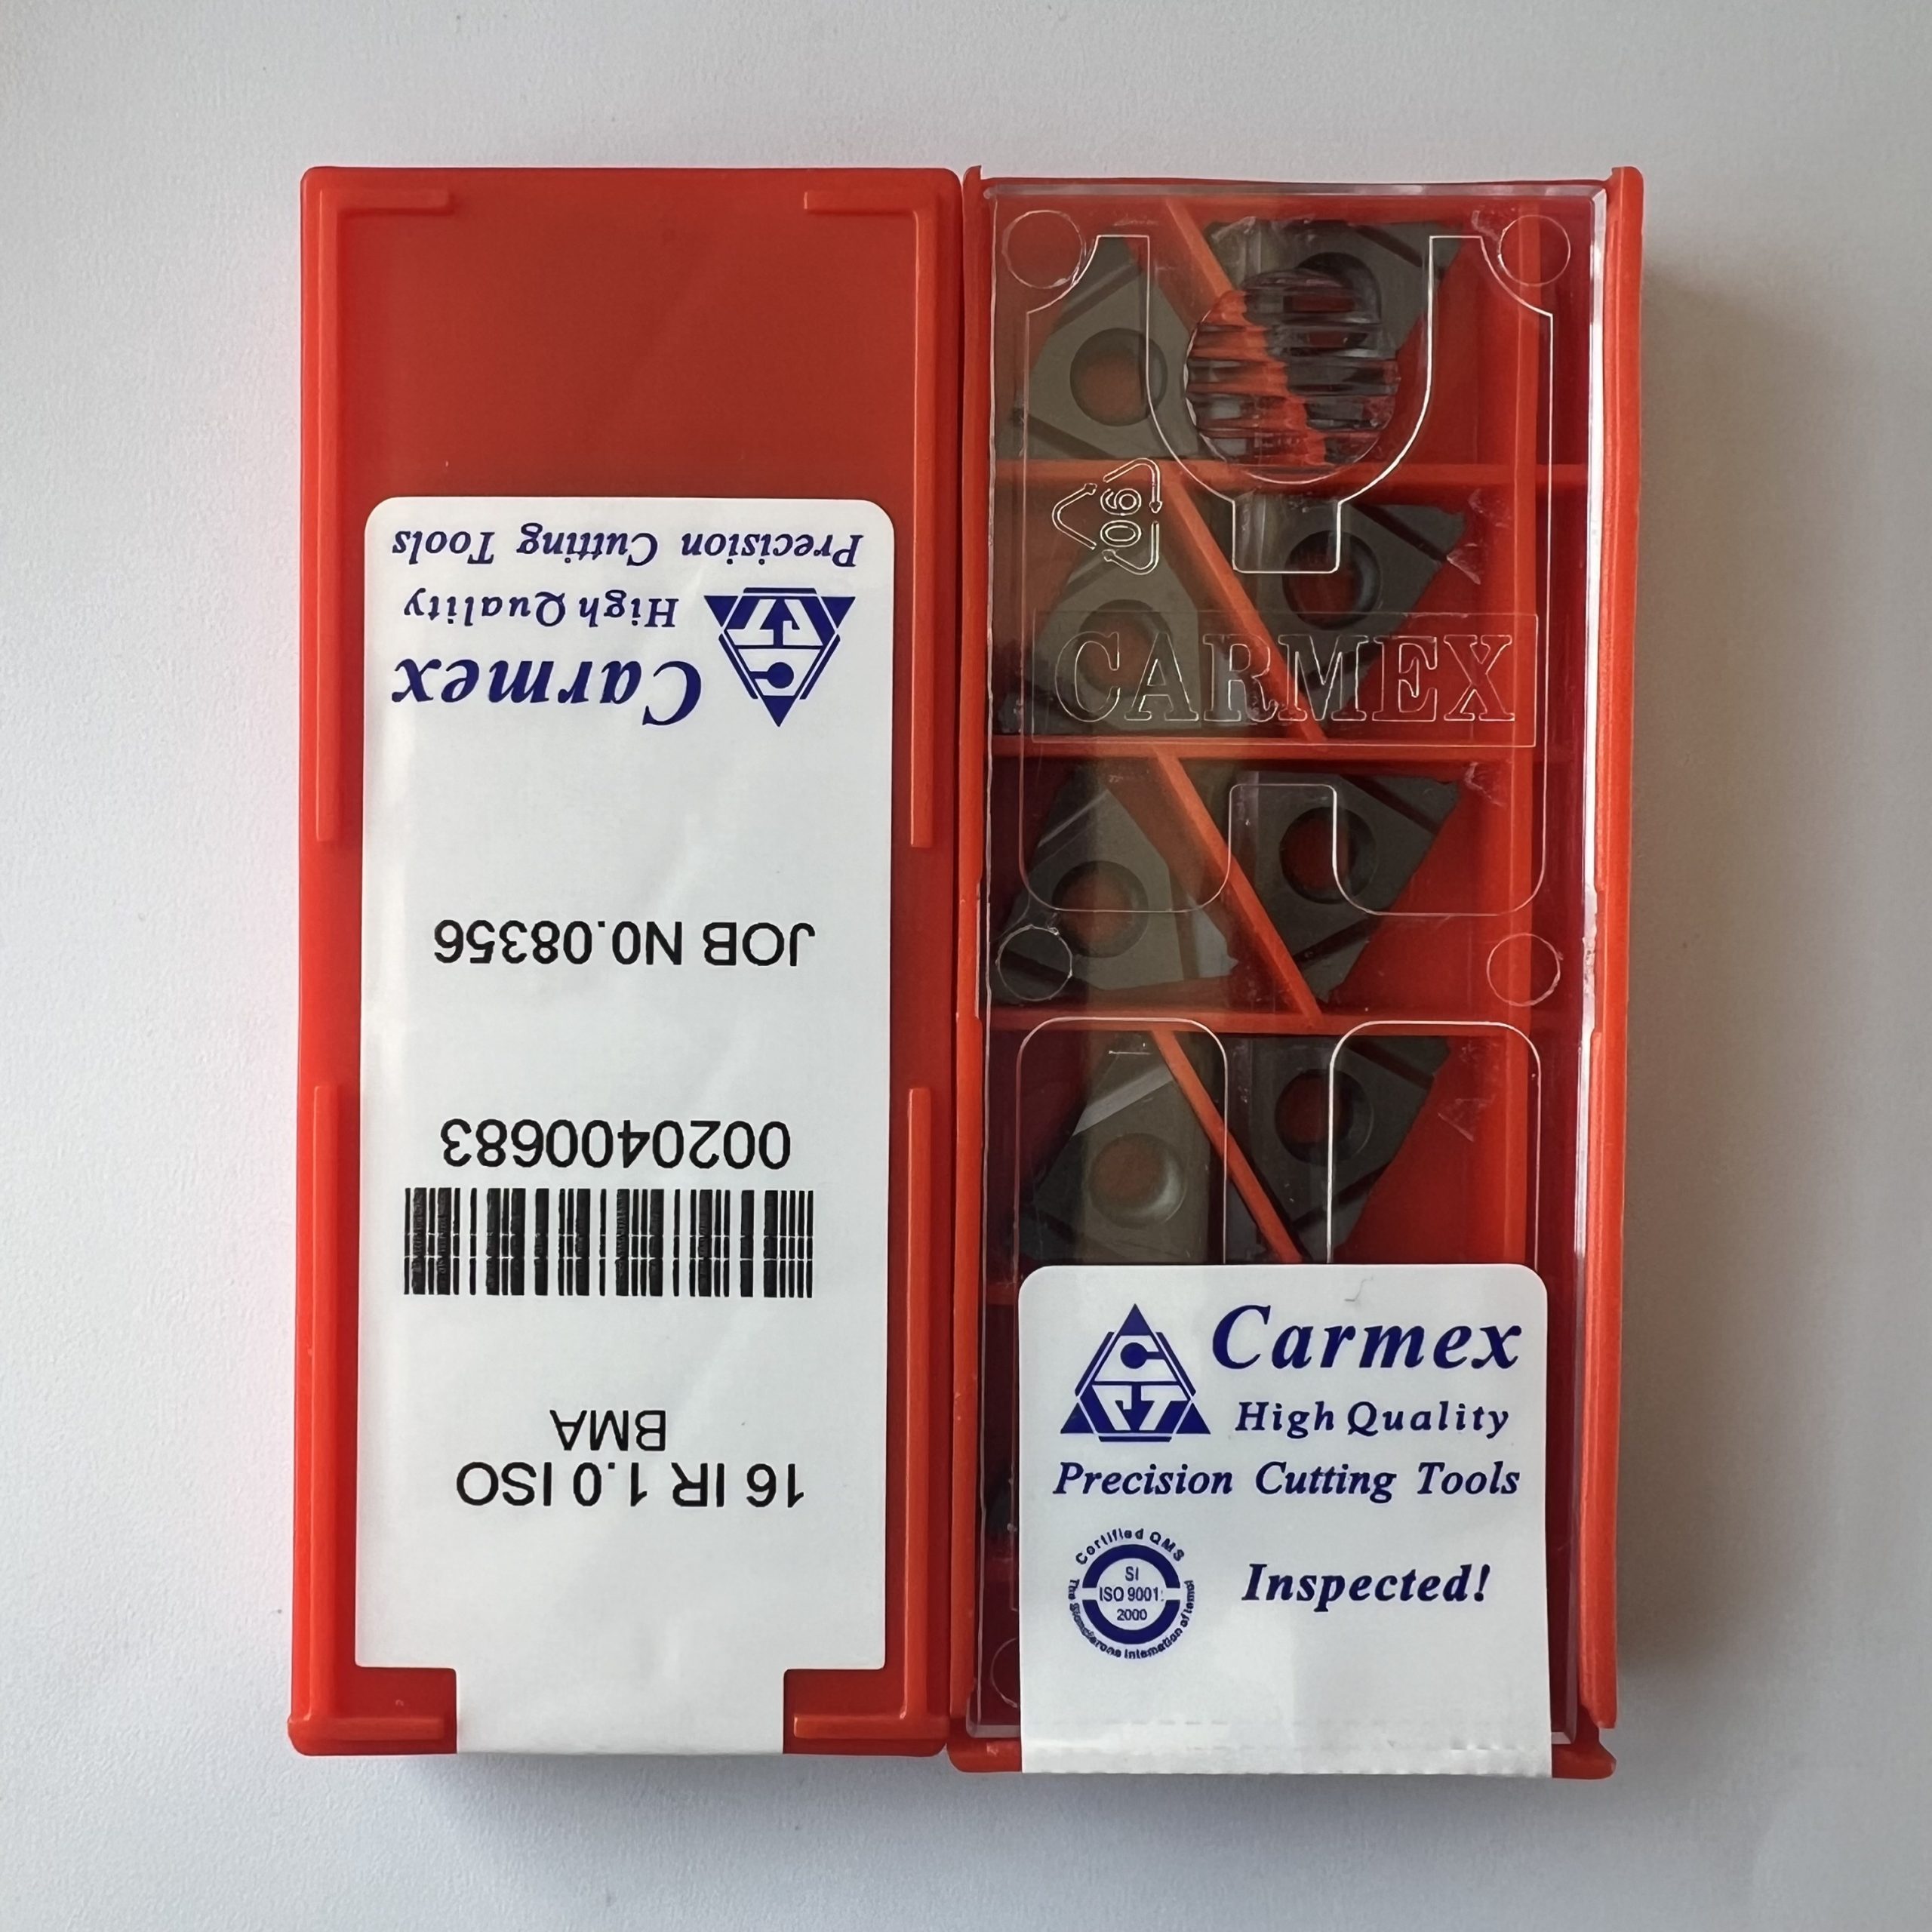 Carmex
High Quality
Precision Cutting Tools
JOB N0.08356
0020400683
16 IR 1.0 ISO
BMA
06
CARMEX
Carmex
High Quality
Precision Cutting Tools
Certified QMS
SI
ISO 9001:
2000
Inspected!